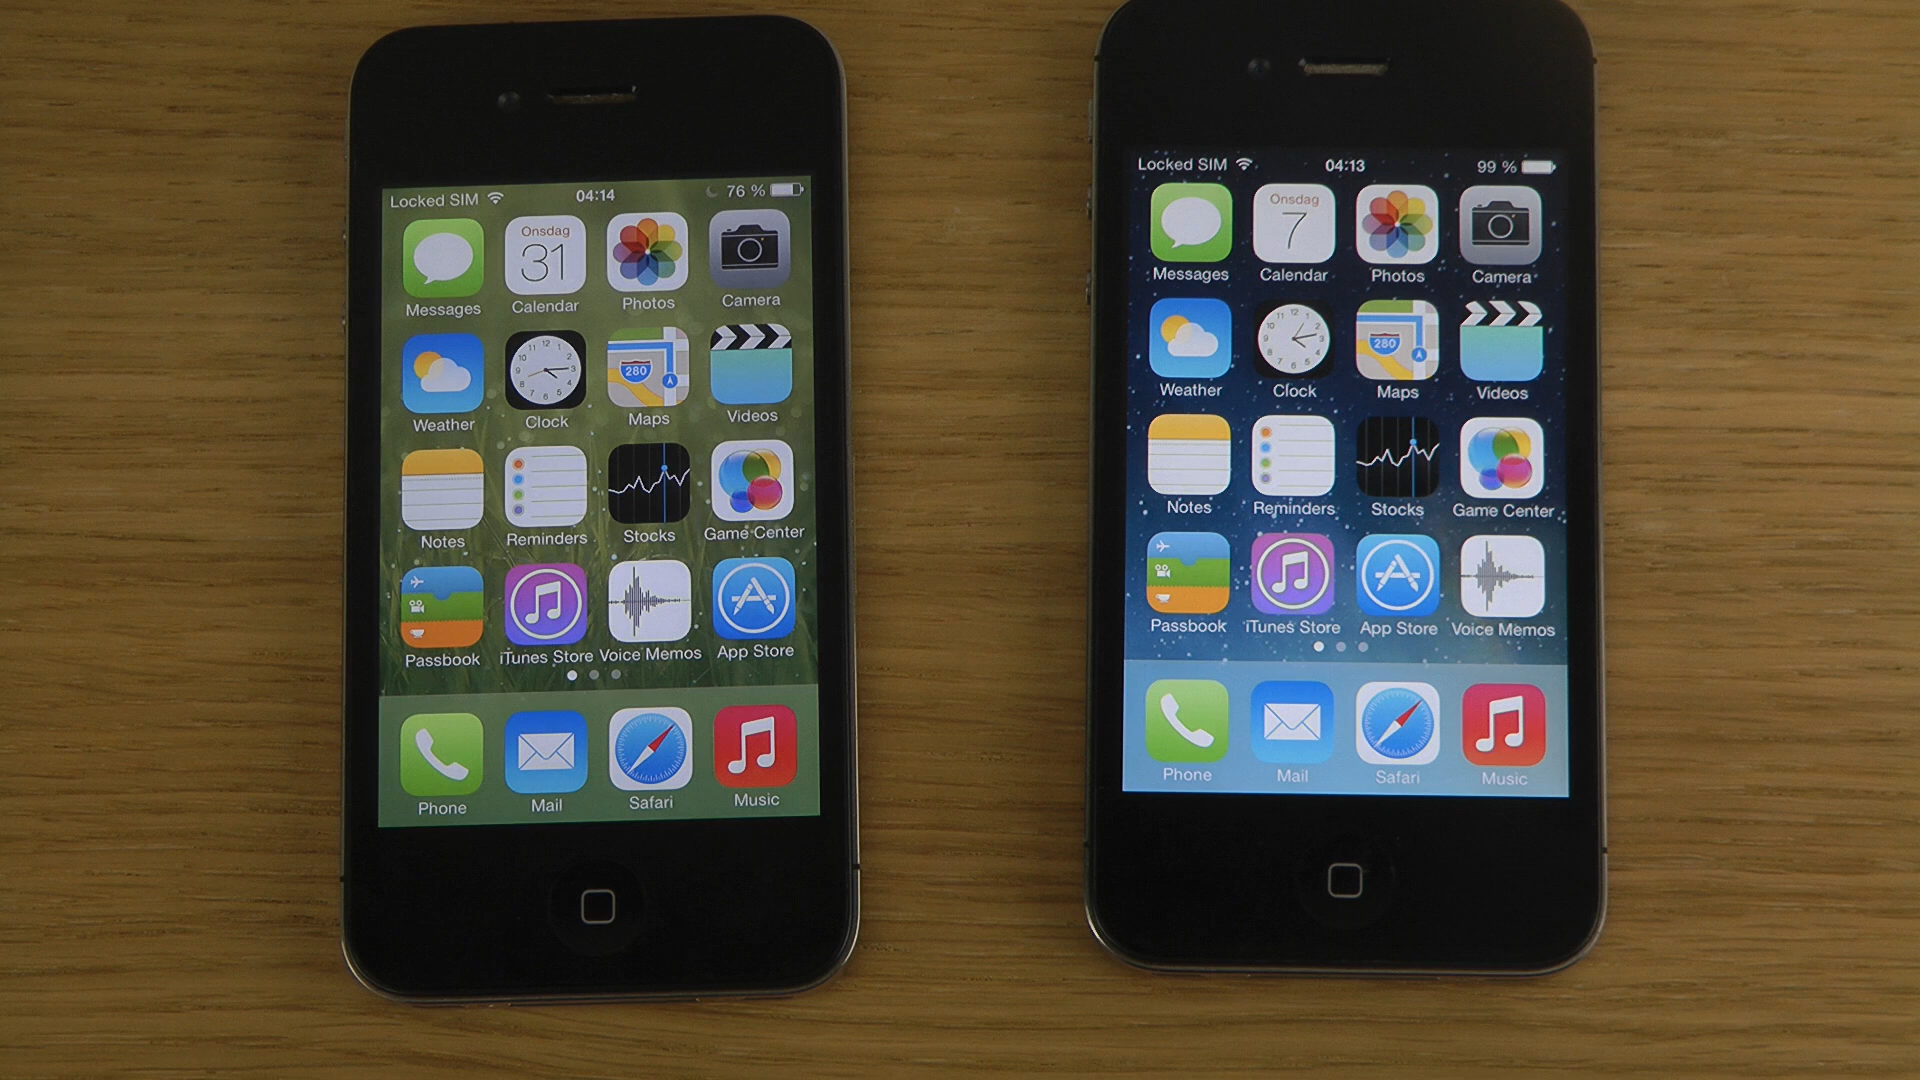 Locked SIM 04:14 76 %
Onsdag
31
Messages Calendar Photos Camera
280
Weather Clock Maps Videos
Notes Reminders Stocks Game Center
Passbook iTunes Store Voice Memos App Store
Phone Mail Safari Music
Locked SIM 04:13 99 %
Onsdag
7
Messages Calendar Photos Camera
280
Weather Clock Maps Videos
Notes Reminders Stocks Game Center
Passbook iTunes Store App Store Voice Memos
Phone Mail Safari Music